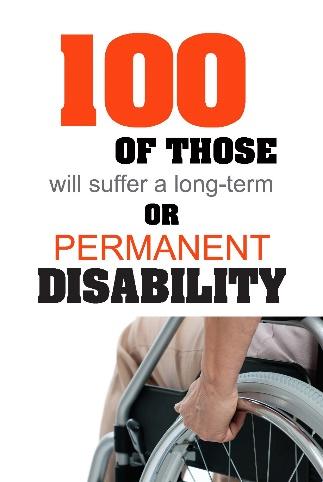 100
OF THOSE
will suffer a long-term
OR
PERMANENT
DISABILITY